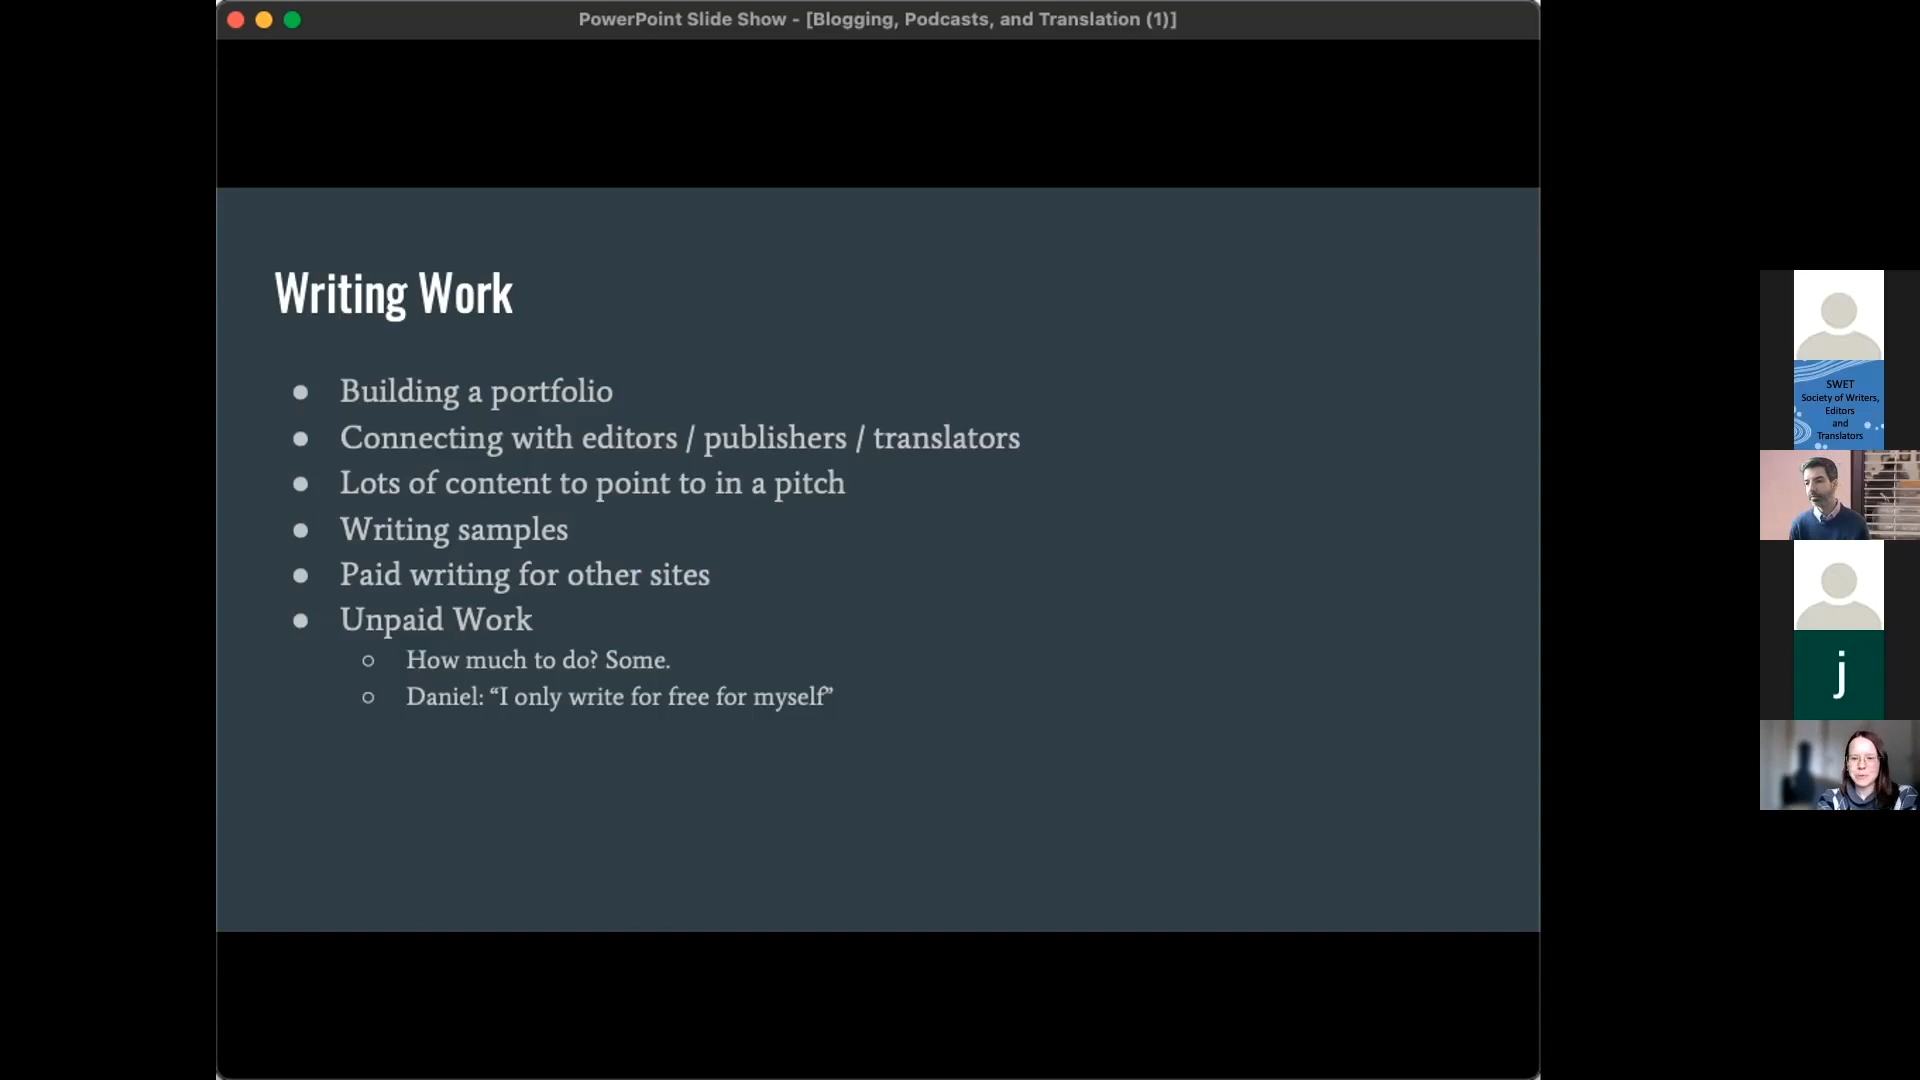 PowerPoint Slide Show - [Blogging, Podcasts, and Translation (1)]
Writing Work
● Building a portfolio
● Connecting with editors / publishers / translators
● Lots of content to point to in a pitch
● Writing samples
● Paid writing for other sites
● Unpaid Work
○ How much to do? Some.
○ Daniel: “I only write for free for myself”
SWET
Society of Writers,
Editors
and
Translators
j